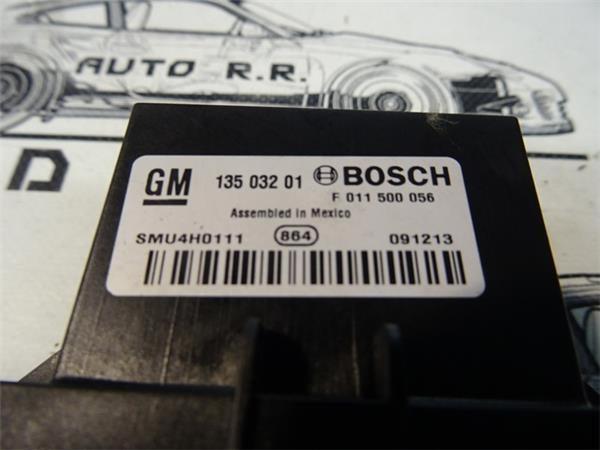 AUTO R.R.
D
GM 135 032 01 BOSCH
F 011 500 056
Assembled in Mexico
SMU4H0111 864 091213